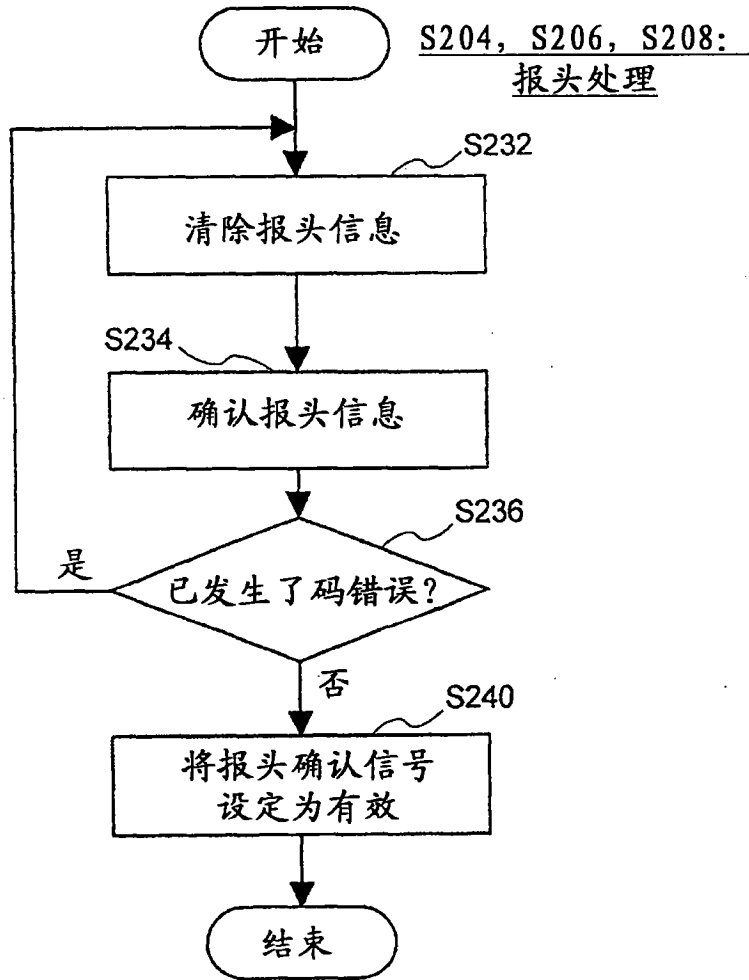 开始
S204, S206, S208:
报头处理
S232
清除报头信息
S234
确认报头信息
S236
已发生了码错误?
是
否
S240
将报头确认信号
设定为有效
结束